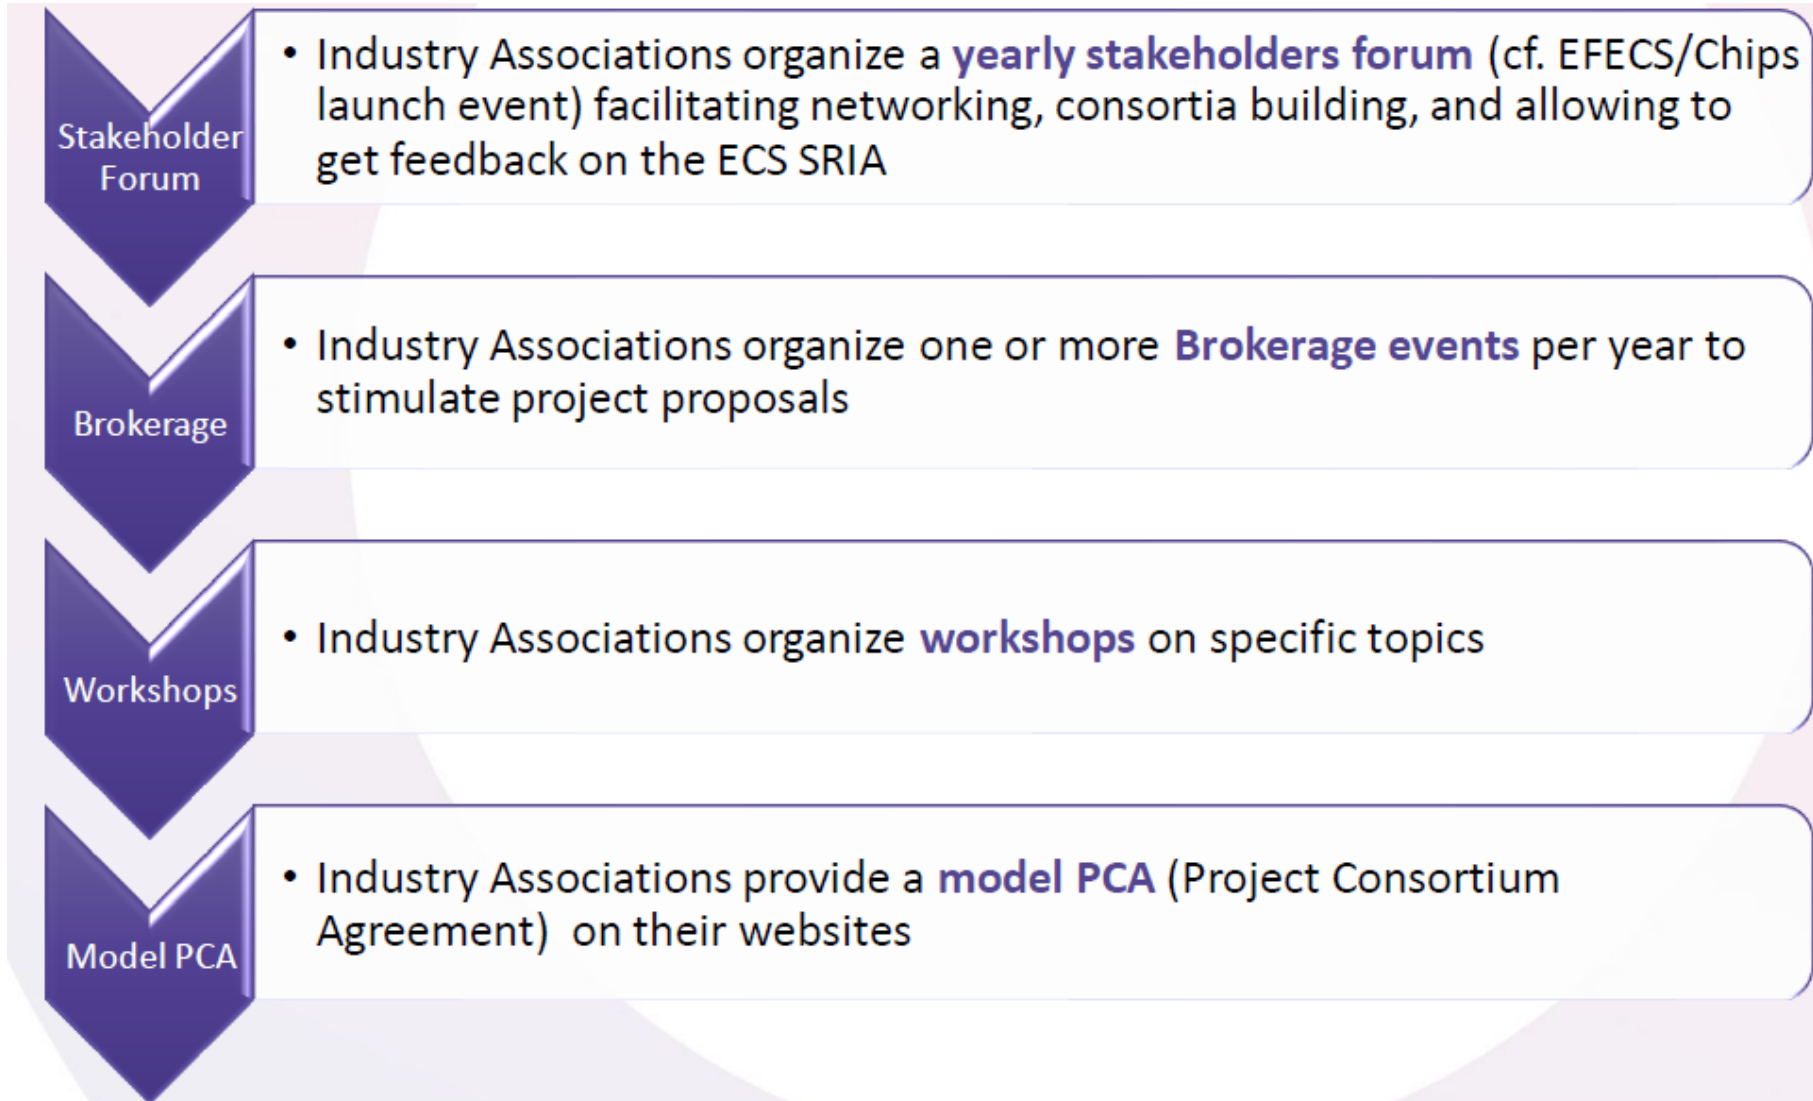 Stakeholder
Forum
• Industry Associations organize a yearly stakeholders forum (cf. EFECS/Chips
launch event) facilitating networking, consortia building, and allowing to
get feedback on the ECS SRIA
Brokerage
• Industry Associations organize one or more Brokerage events per year to
stimulate project proposals
Workshops
• Industry Associations organize workshops on specific topics
Model PCA
• Industry Associations provide a model PCA (Project Consortium
Agreement)  on their websites